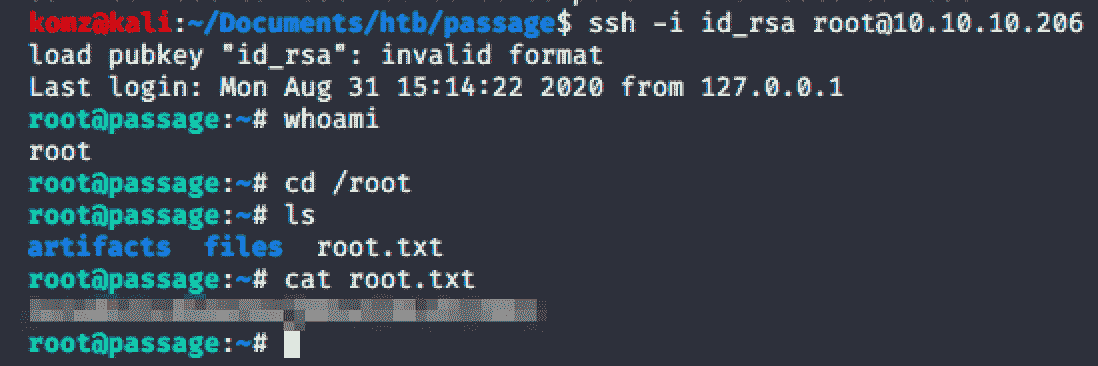 komz@kali:~/Documents/htb/passage$ ssh -i id_rsa root@10.10.10.206
load pubkey "id_rsa": invalid format
Last login: Mon Aug 31 15:14:22 2020 from 127.0.0.1
root@passage:~# whoami
root
root@passage:~# cd /root
root@passage:~# ls
artifacts  files  root.txt
root@passage:~# cat root.txt
root@passage:~#